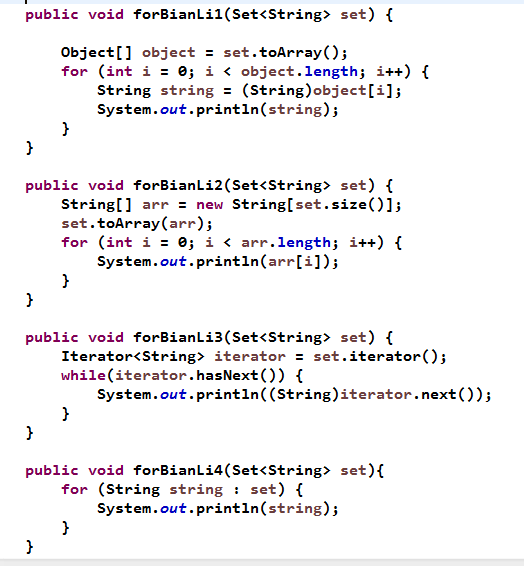 public void forBianLi1(Set<String> set) {
Object[] object = set.toArray();
for (int i = 0; i < object.length; i++) {
String string = (String)object[i];
System.out.println(string);
}
}
public void forBianLi2(Set<String> set) {
String[] arr = new String[set.size()];
set.toArray(arr);
for (int i = 0; i < arr.length; i++) {
System.out.println(arr[i]);
}
}
public void forBianLi3(Set<String> set) {
Iterator<String> iterator = set.iterator();
while(iterator.hasNext()) {
System.out.println((String)iterator.next());
}
}
public void forBianLi4(Set<String> set){
for (String string : set) {
System.out.println(string);
}
}